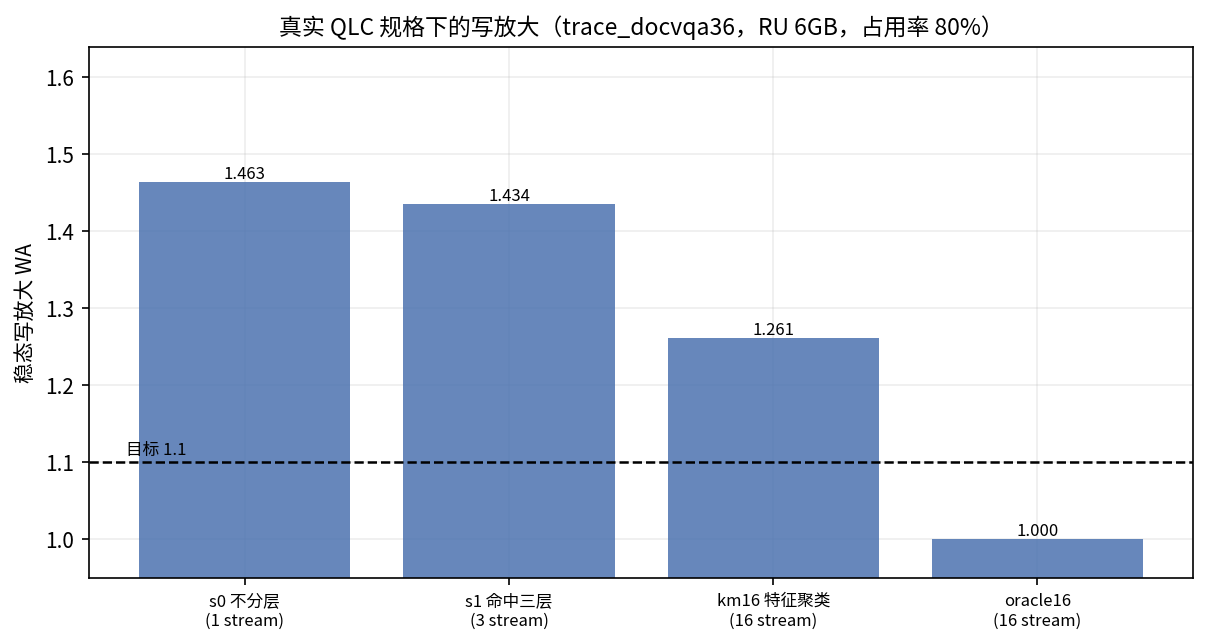 真实 QLC 规格下的写放大（trace_docvqa36，RU 6GB，占用率 80%）
稳态写放大 WA
1.6
1.5
1.4
1.3
1.2
1.1
1.0
1.463
1.434
1.261
1.000
目标 1.1
s0 不分层
(1 stream)
s1 命中三层
(3 stream)
km16 特征聚类
(16 stream)
oracle16
(16 stream)